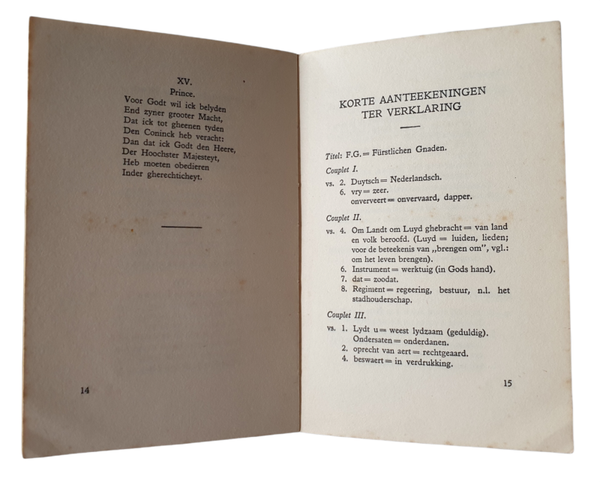 XV.
Prince.
Voor Godt wil ick belyden
End zyner grooter Macht,
Dat ick tot gheenen tyden
Den Coninck heb veracht:
Dan dat ick Godt den Heere,
Der Hoochster Majesteyt,
Heb moeten obedieren
Inder gherechticheyt.
14
KORTE AANTEEKENINGEN
TER VERKLARING
Titel: F.G.= Fürstlichen Gnaden.
Couplet I.
vs. 2. Duytsch= Nederlandsch.
6. vry= zeer.
onverveert= onvervaard, dapper.
Couplet II.
vs. 4. Om Landt om Luyd ghebracht= van land
en volk beroofd. (Luyd= luiden, lieden;
voor de beteekenis van „brengen om”, vgl.:
om het leven brengen).
6. Instrument= werktuig (in Gods hand).
7. dat= zoodat.
8. Regiment= regeering, bestuur, n.l. het
stadhouderschap.
Couplet III.
vs. 1. Lydt u= weest lydzaam (geduldig).
Ondersaten= onderdanen.
2. oprecht van aert= rechtgeaard.
4. beswaert= in verdrukking.
15